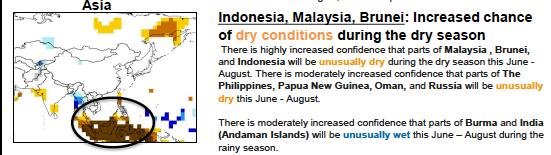 Asia
Indonesia, Malaysia, Brunei: Increased chance
of dry conditions during the dry season
There is highly increased confidence that parts of Malaysia , Brunei,
and Indonesia will be unusually dry during the dry season this June -
August. There is moderately increased confidence that parts of The
Philippines, Papua New Guinea, Oman, and Russia will be unusually
dry this June - August.
There is moderately increased confidence that parts of Burma and India
(Andaman Islands) will be unusually wet this June – August during the
rainy season.